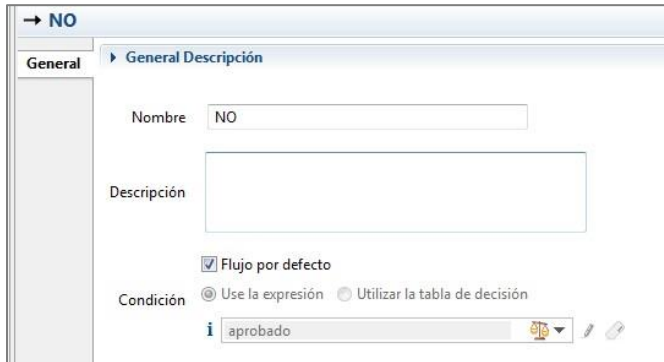 → NO
General
General Descripción
Nombre NO
Descripción
Flujo por defecto
Condición Use la expresión Utilizar la tabla de decisión
i aprobado